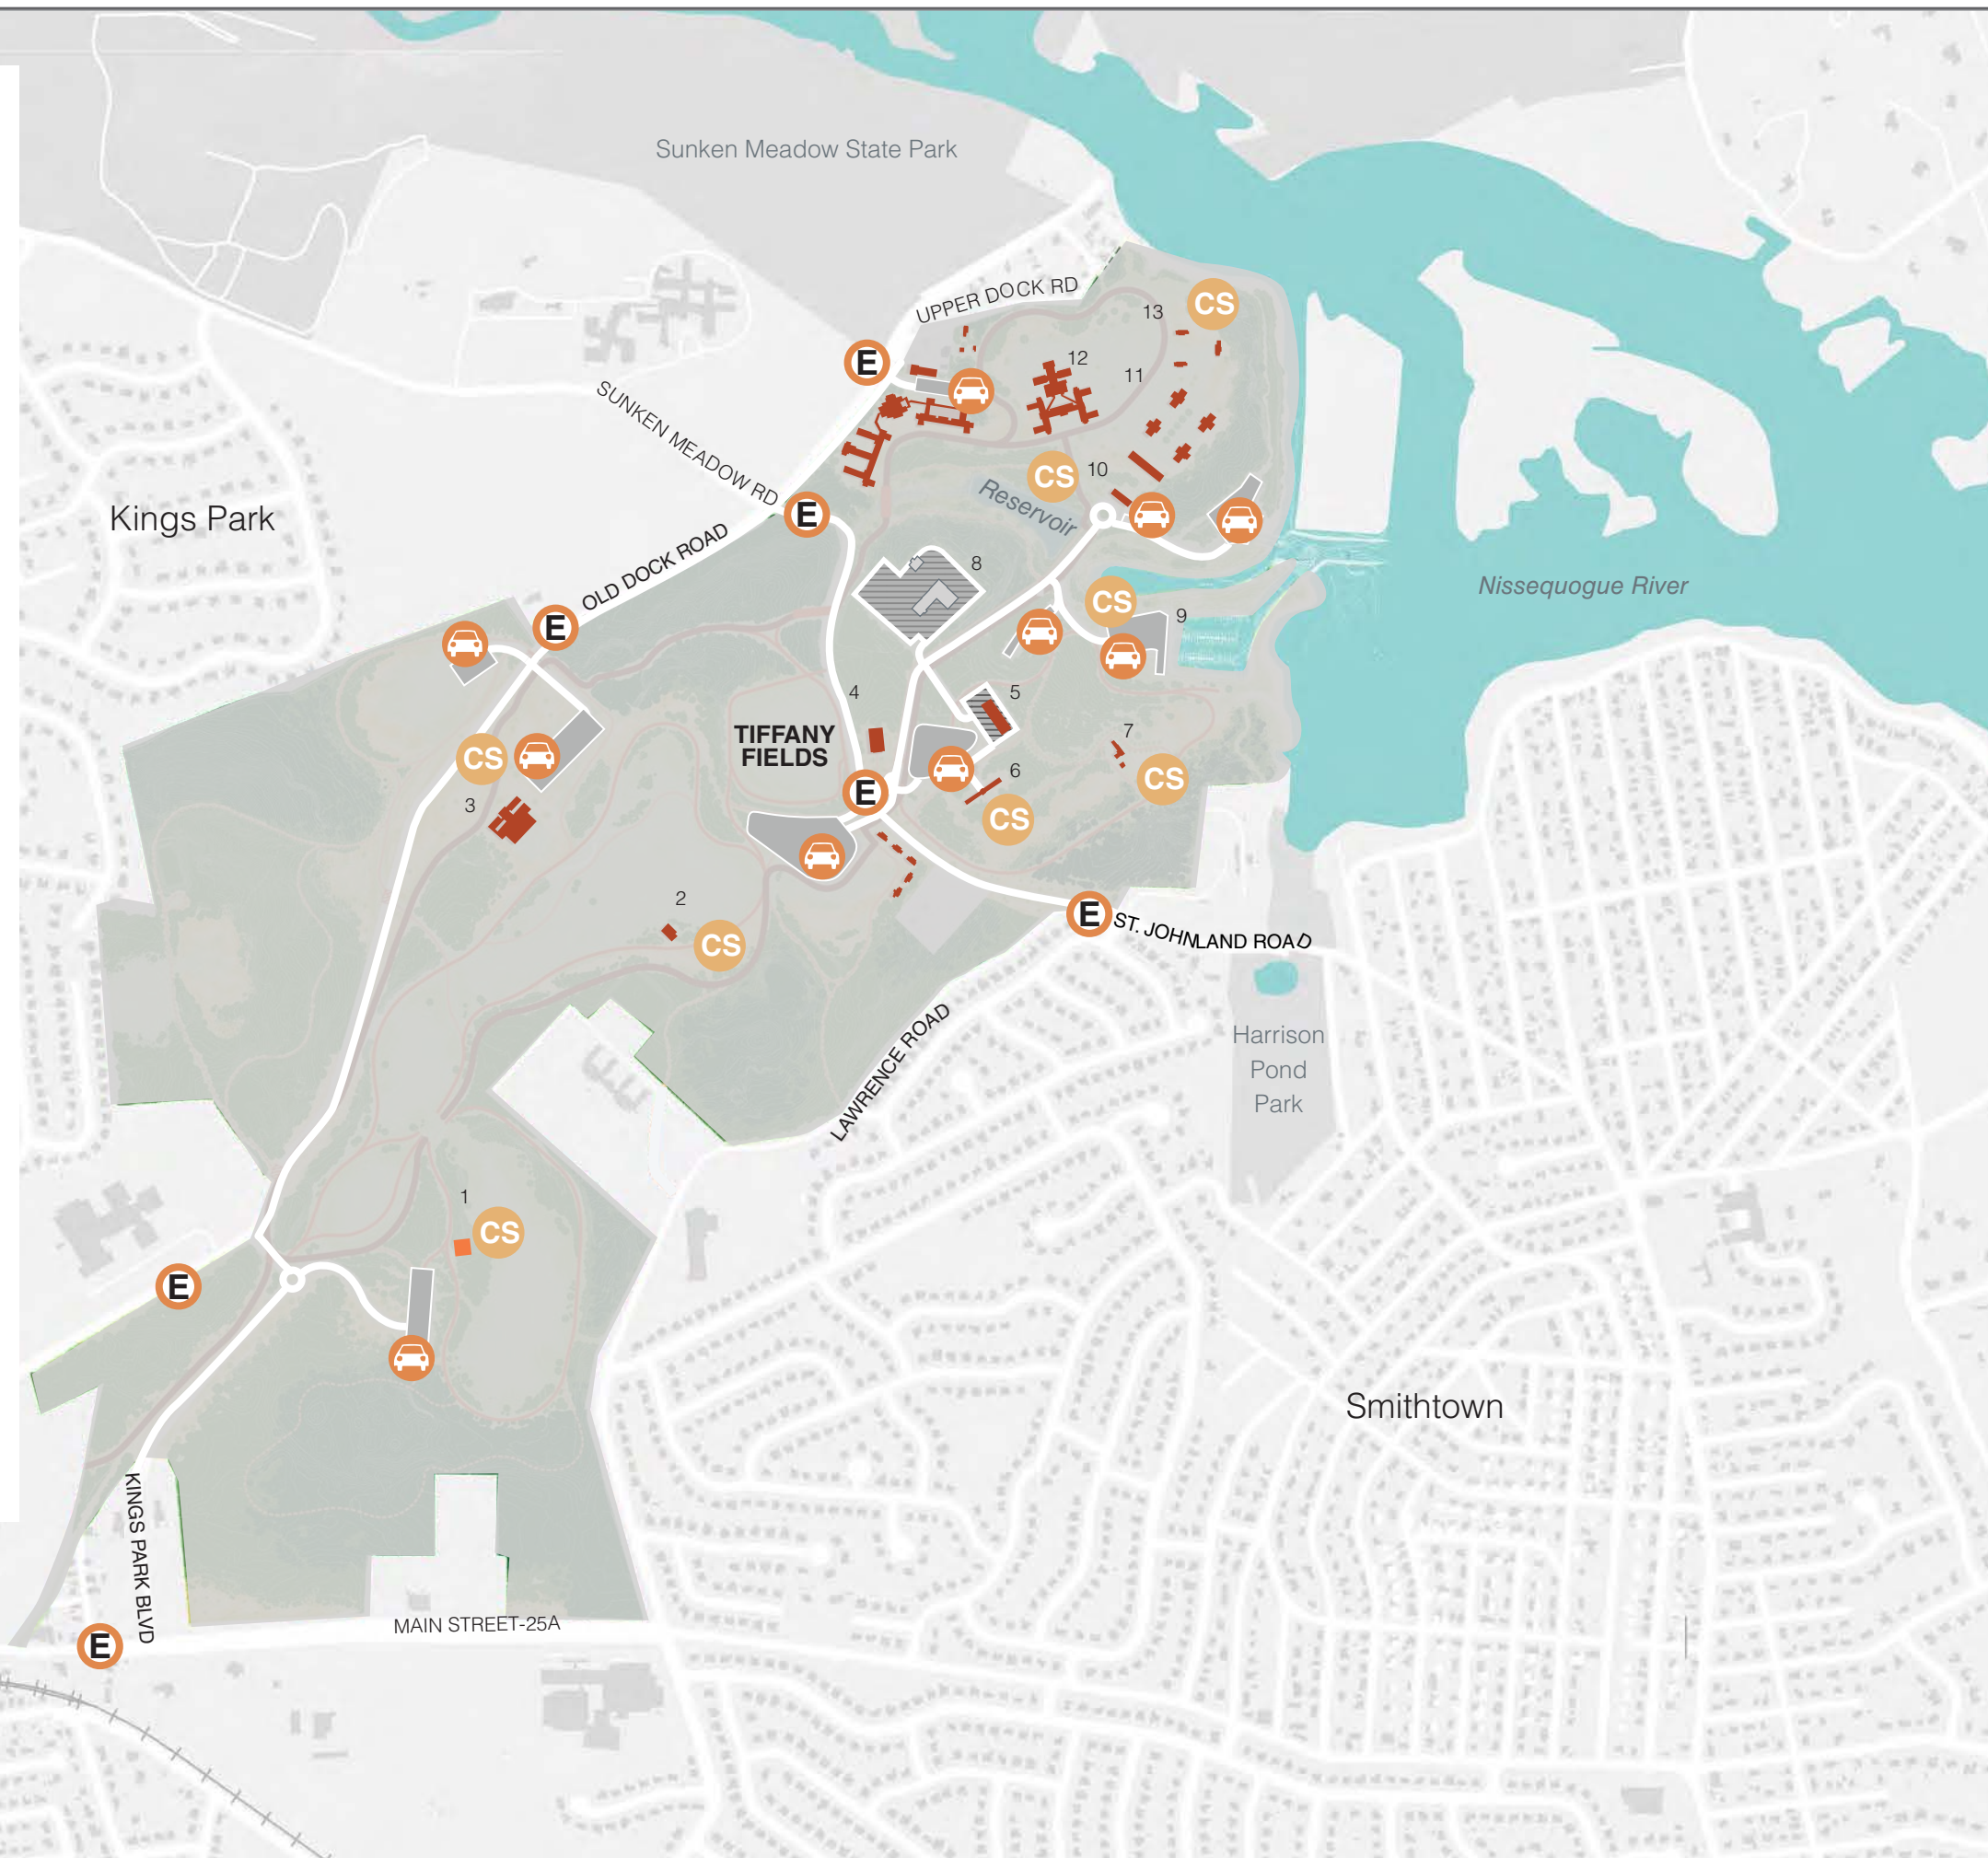 Sunken Meadow State Park
UPPER DOCK RD
13
CS
E
12
11
SUNKEN MEADOW RD
CS
10
Reservoir
E
Kings Park
OLD DOCK ROAD
8
Nissequogue River
CS
9
E
4
5
TIFFANY
FIELDS
7
CS
3
6
CS
E
CS
2
CS
E
ST. JOHNLAND ROAD
LAWRENCE ROAD
Harrison
Pond
Park
1
CS
E
Smithtown
KINGS PARK BLVD
MAIN STREET-25A
E